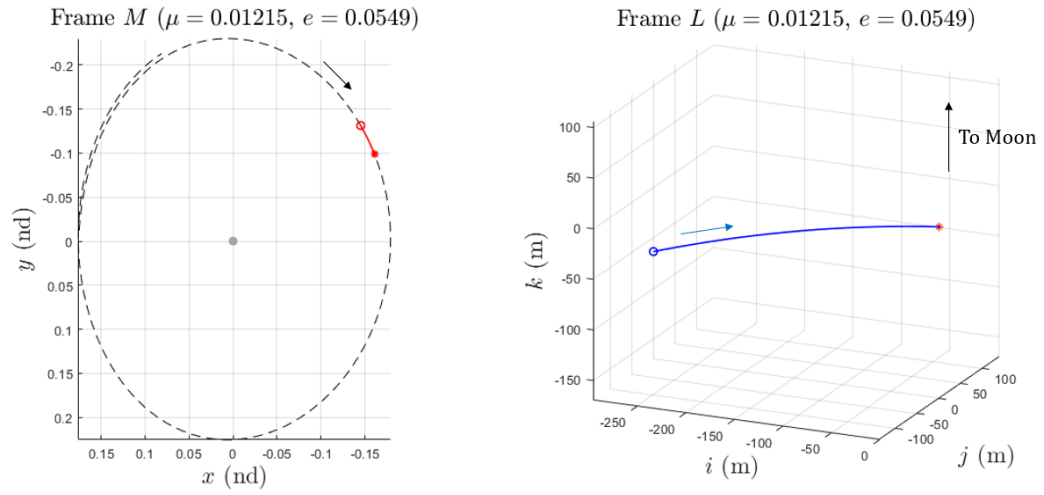 Frame M (μ = 0.01215, e = 0.0549)
-0.2
-0.15
-0.1
-0.05
0
0.05
0.1
0.15
0.2
y (nd)
0.15 0.1 0.05 0 -0.05 -0.1 -0.15
x (nd)
Frame L (μ = 0.01215, e = 0.0549)
To Moon
100
50
0
-50
-100
-150
k (m)
-250 -200 -150 -100 -50 0
i (m)
-100 -50 0 50 100
j (m)